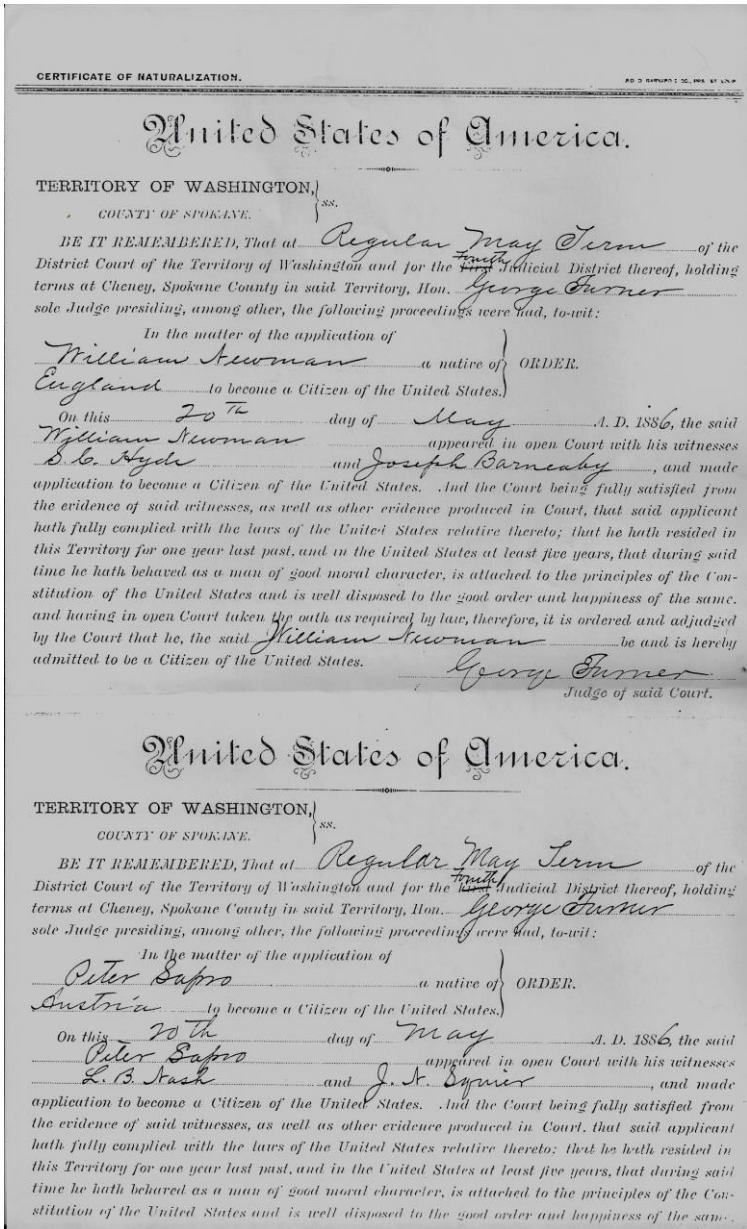 CERTIFICATE OF NATURALIZATION.
United States of America.
TERRITORY OF WASHINGTON,
ss.
COUNTY OF SPOKANE.
BE IT REMEMBERED, That at Regular May Term of the
Fourth
District Court of the Territory of Washington and for the First Judicial District thereof, holding
terms at Cheney, Spokane County in said Territory, Hon. George Turner
sole Judge presiding, among other, the following proceedings were had, to-wit:
In the matter of the application of
William Newman a native of ORDER.
England to become a Citizen of the United States.
On this 20th day of May A. D. 1886, the said
William Newman appeared in open Court with his witnesses
S. C. Hyde and Joseph Barneaby, and made
application to become a Citizen of the United States. And the Court being fully satisfied from
the evidence of said witnesses, as well as other evidence produced in Court, that said applicant
hath fully complied with the laws of the United States relative thereto; that he hath resided in
this Territory for one year last past, and in the United States at least five years, that during said
time he hath behaved as a man of good moral character, is attached to the principles of the Con-
stitution of the United States and is well disposed to the good order and happiness of the same.
and having in open Court taken the oath as required by law, therefore, it is ordered and adjudged
by the Court that he, the said William Newman be and is hereby
admitted to be a Citizen of the United States.
George Turner
Judge of said Court.
United States of America.
TERRITORY OF WASHINGTON,
ss.
COUNTY OF SPOKANE.
BE IT REMEMBERED, That at Regular May Term of the
Fourth
District Court of the Territory of Washington and for the First Judicial District thereof, holding
terms at Cheney, Spokane County in said Territory, Hon. George Turner
sole Judge presiding, among other, the following proceedings were had, to-wit:
In the matter of the application of
Peter Sapro a native of ORDER.
Austria to become a Citizen of the United States.
On this 20th day of May A. D. 1886, the said
Peter Sapro appeared in open Court with his witnesses
L. B. Nash and J. N. Squier, and made
application to become a Citizen of the United States. And the Court being fully satisfied from
the evidence of said witnesses, as well as other evidence produced in Court. that said applicant
hath fully complied with the laws of the United States relative thereto; that he hath resided in
this Territory for one year last past, and in the United States at least five years, that during said
time he hath behaved as a man of good moral character, is attached to the principles of the Con-
stitution of the United States and is well disposed to the good order and happiness of the same.